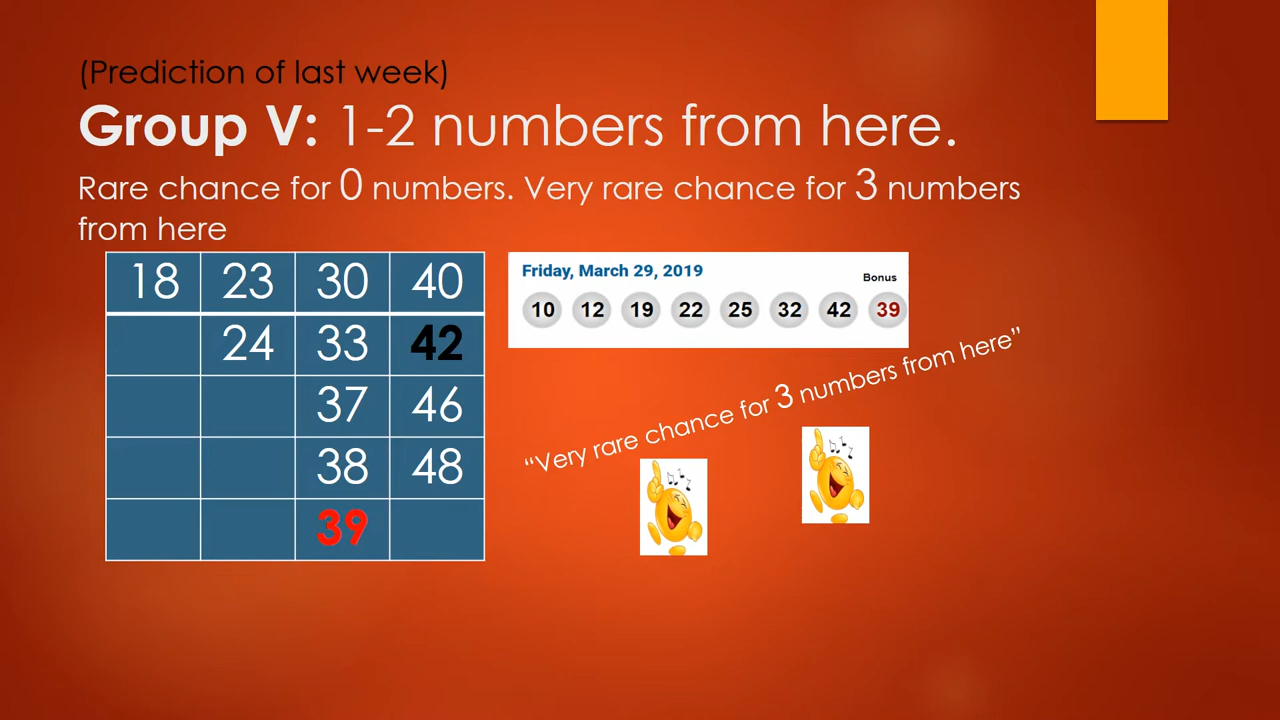 (Prediction of last week)
Group V: 1-2 numbers from here.
Rare chance for 0 numbers. Very rare chance for 3 numbers
from here
18 23 30 40
24 33 42
37 46
38 48
39
Friday, March 29, 2019
Bonus
10 12 19 22 25 32 42 39
“Very rare chance for 3 numbers from here”